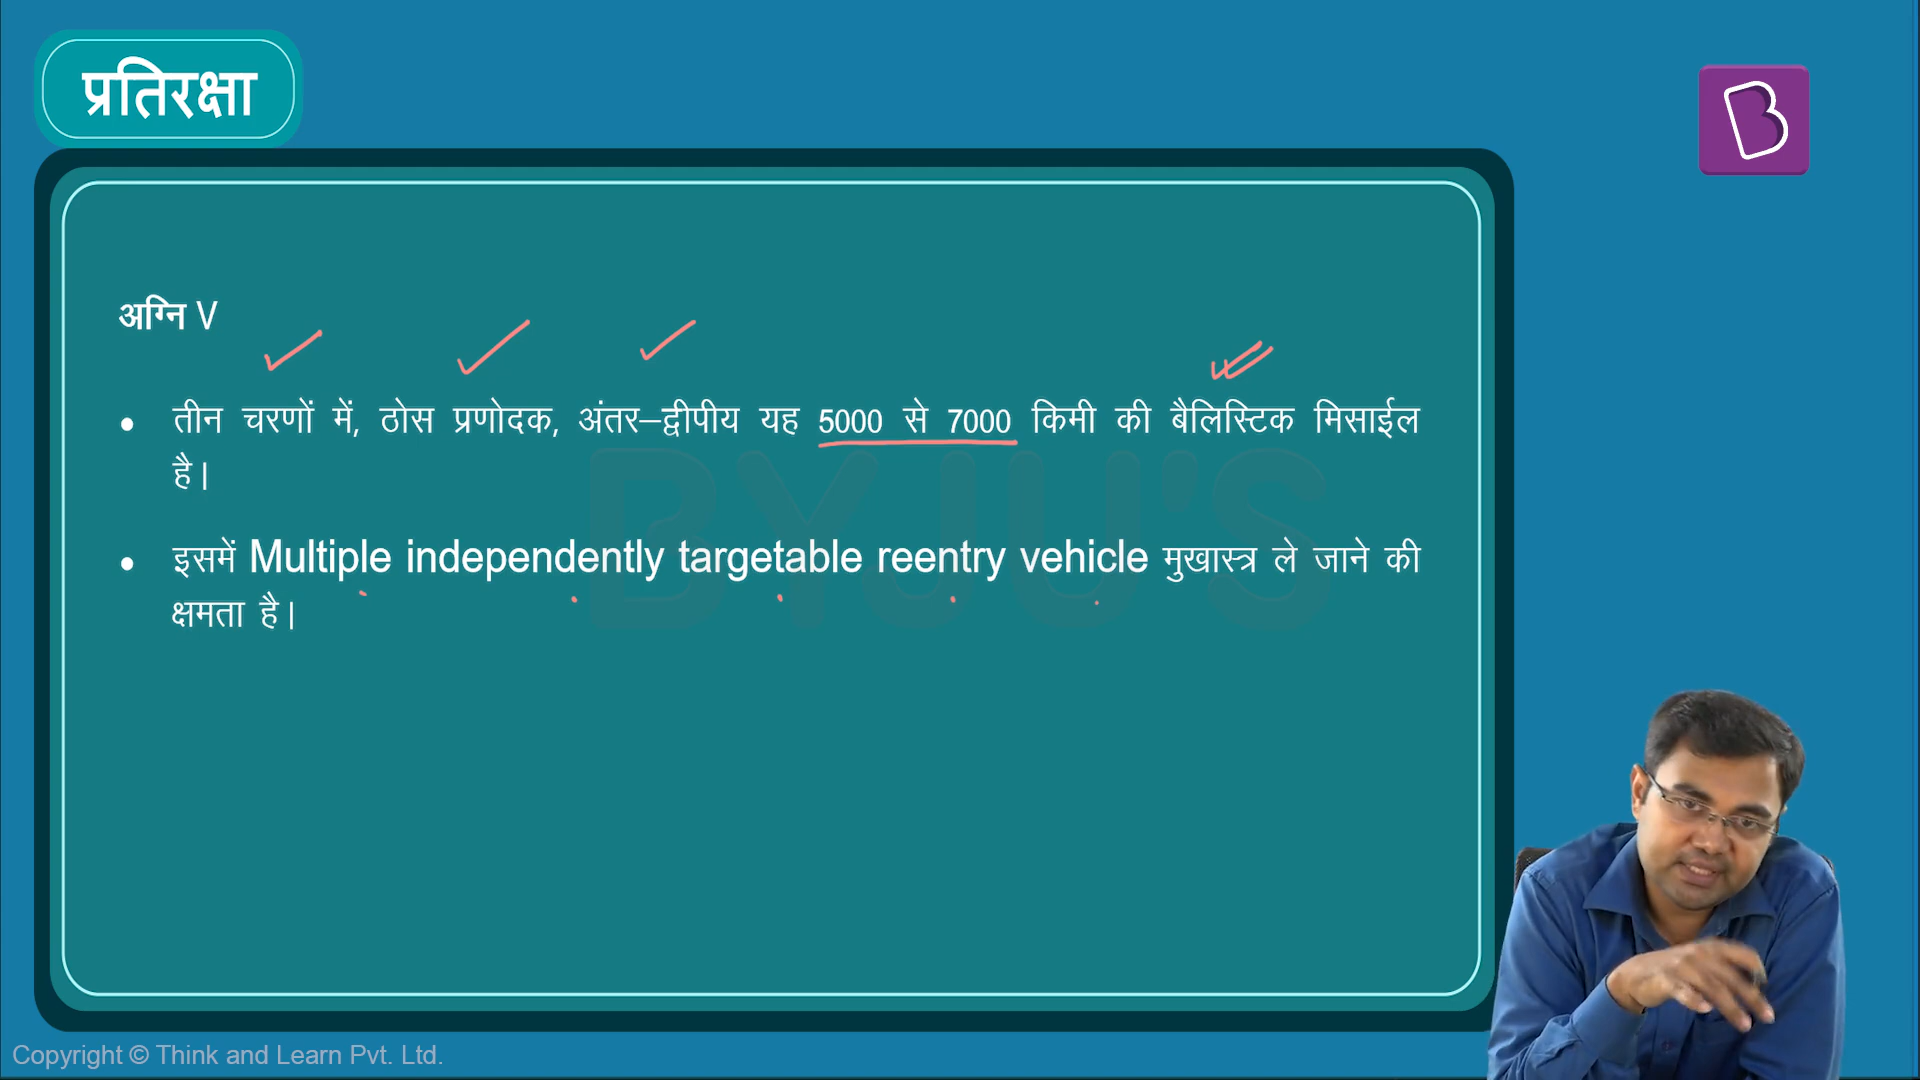 प्रतिरक्षा
B
अग्नि V
• तीन चरणों में, ठोस प्रणोदक, अंतर–द्वीपीय यह 5000 से 7000 किमी की बैलिस्टिक मिसाईल
है।
• इसमें Multiple independently targetable reentry vehicle मुखास्त्र ले जाने की
क्षमता है।
BYJU'S
Copyright © Think and Learn Pvt. Ltd.